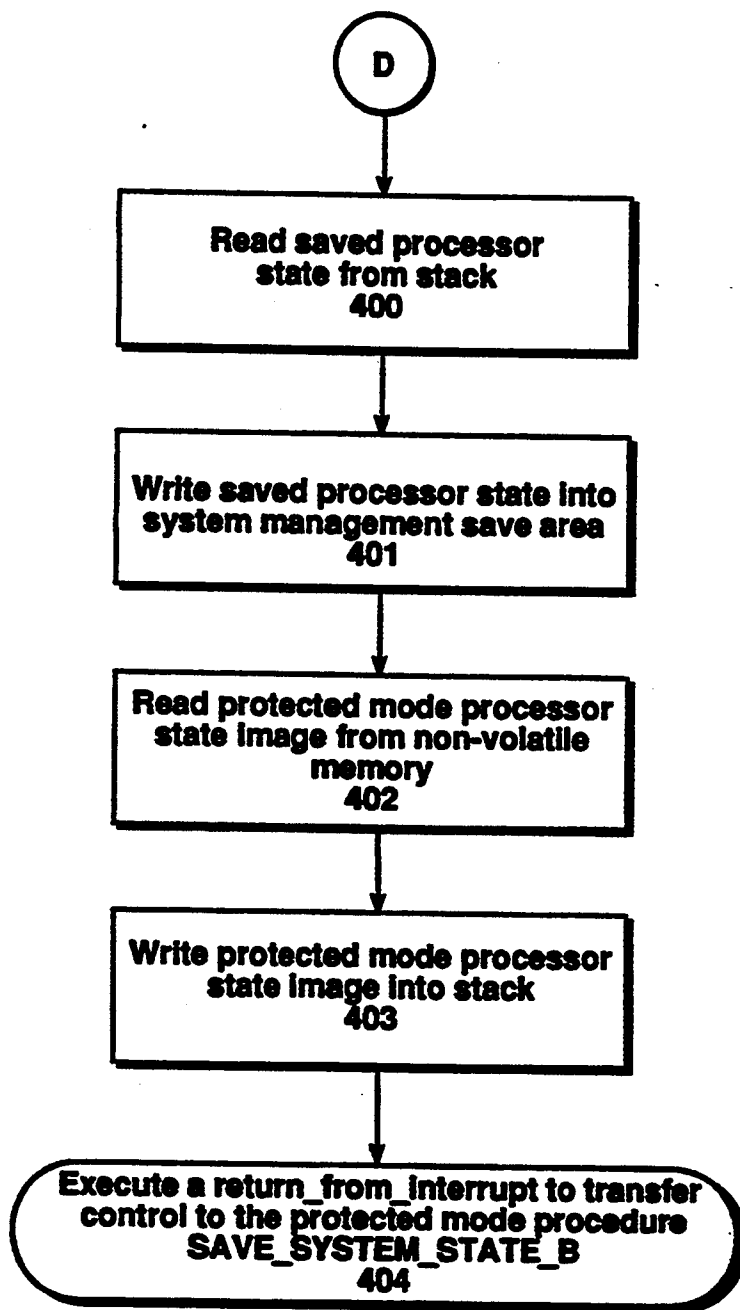 D
Read saved processor
state from stack
400
Write saved processor state into
system management save area
401
Read protected mode processor
state image from non-volatile
memory
402
Write protected mode processor
state image into stack
403
Execute a return_from_interrupt to transfer
control to the protected mode procedure
SAVE_SYSTEM_STATE_B
404